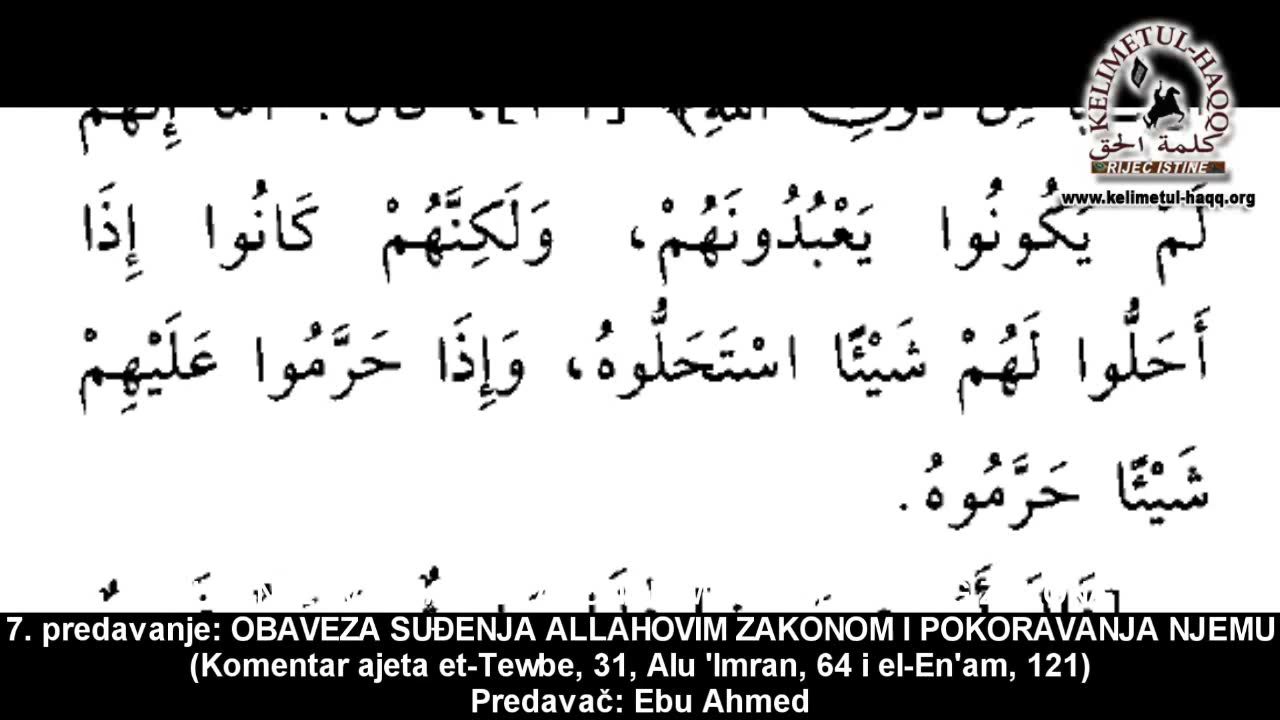 KELIMETUL-HAQQ
كلمة الحق
RIJEC ISTINE
www.kelimetul-haqq.org
إِنَّهُمْ
لَمْ يَكُونُوا يَعْبُدُونَهُمْ، وَلَكِنَّهُمْ كَانُوا إِذَا
أَحَلُّوا لَهُمْ شَيْئًا اسْتَحَلُّوهُ، وَإِذَا حَرَّمُوا عَلَيْهِمْ
شَيْئًا حَرَّمُوهُ.
7. predavanje: OBAVEZA SUĐENJA ALLAHOVIM ZAKONOM I POKORAVANJA NJEMU
(Komentar ajeta et-Tewbe, 31, Alu 'Imran, 64 i el-En'am, 121)
Predavač: Ebu Ahmed